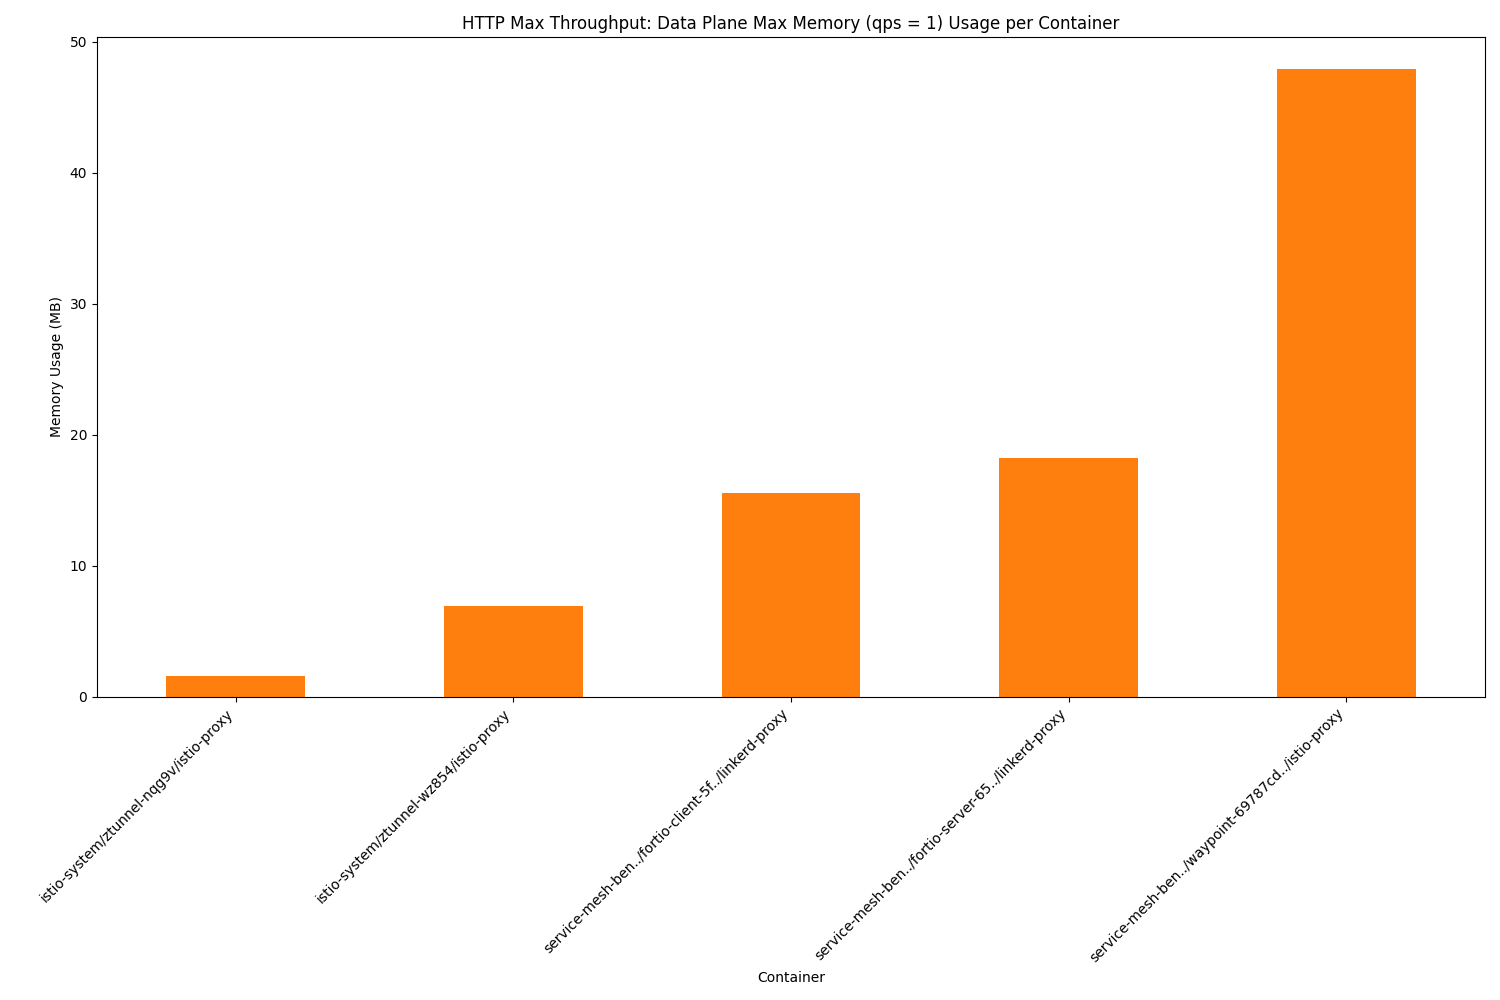 HTTP Max Throughput: Data Plane Max Memory (qps = 1) Usage per Container
Memory Usage (MB)
50
40
30
20
10
0
istio-system/ztunnel-nqg9v/istio-proxy
istio-system/ztunnel-wz854/istio-proxy
service-mesh-ben../fortio-client-5f../linkerd-proxy
service-mesh-ben../fortio-server-65../linkerd-proxy
service-mesh-ben../waypoint-69787cd../istio-proxy
Container